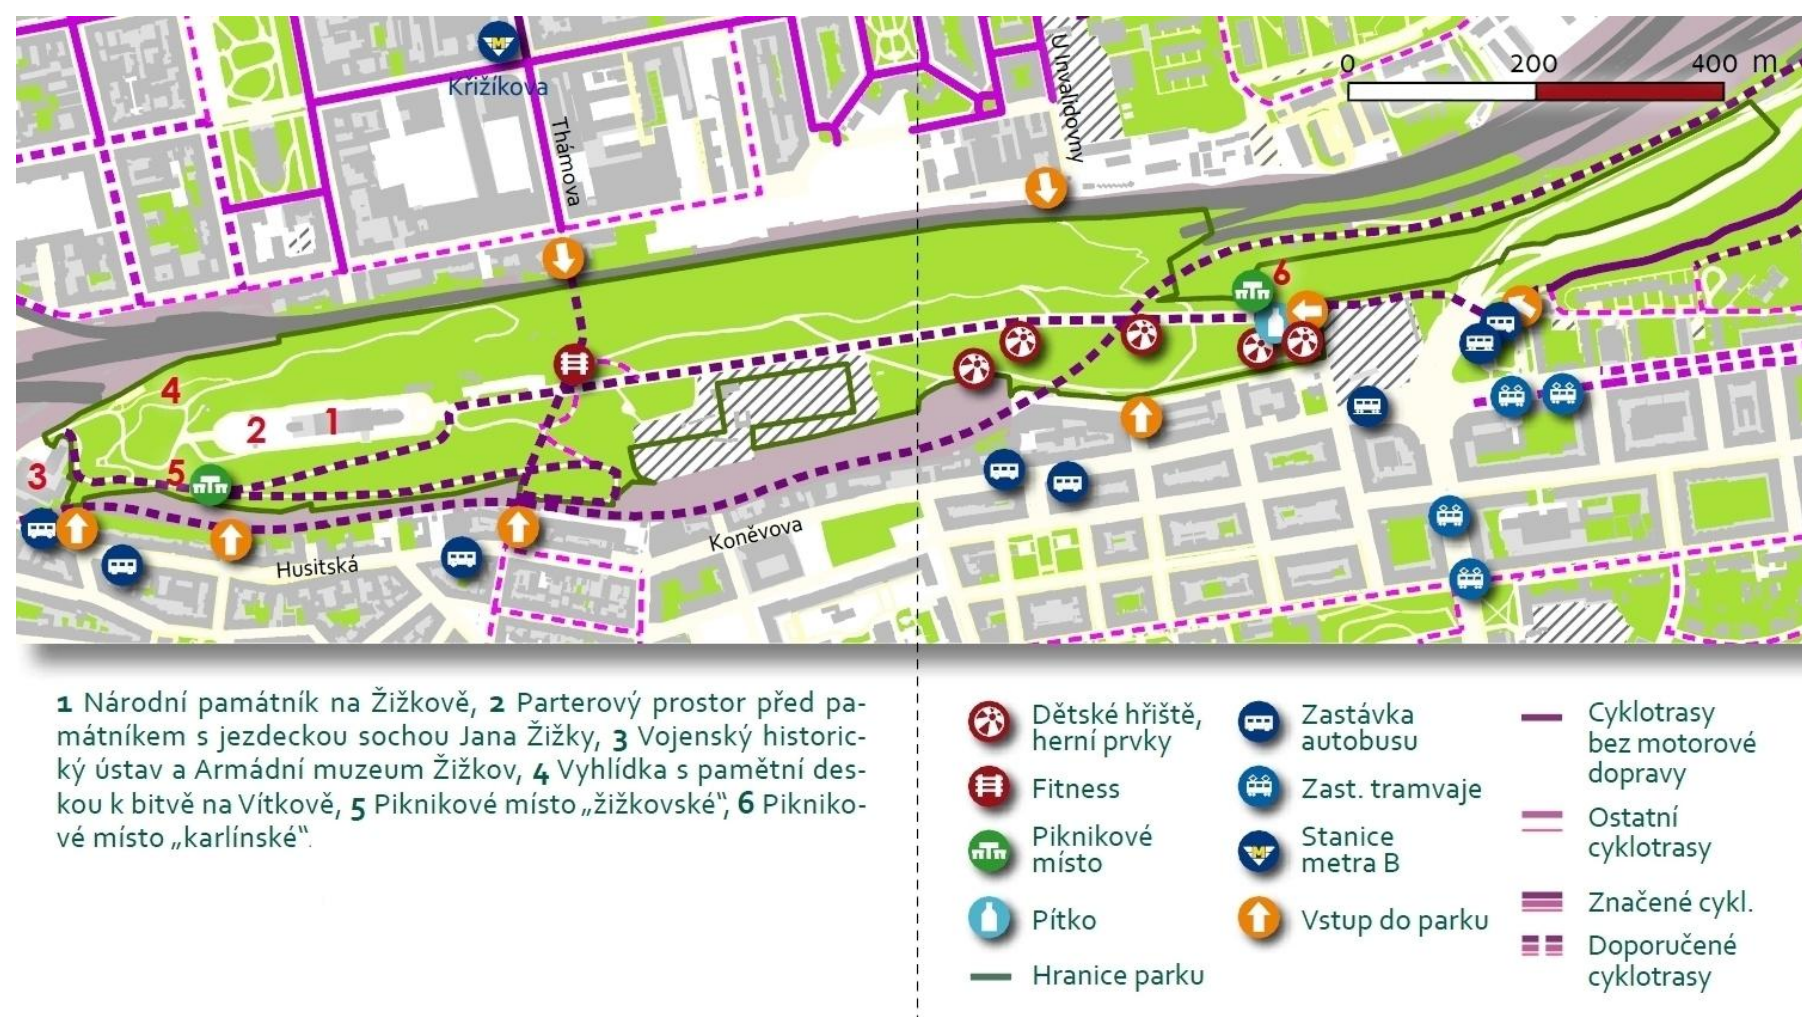 0 200 400 m
Křižíkova
Thámova
U Invalidovny
6
4
2 1
3
5
Koněvova
Husitská
1 Národní památník na Žižkově, 2 Parterový prostor před pa-
mátníkem s jezdeckou sochou Jana Žižky, 3 Vojenský historic-
ký ústav a Armádní muzeum Žižkov, 4 Vyhlídka s pamětní des-
kou k bitvě na Vítkově, 5 Piknikové místo „žižkovské“, 6 Pikniko-
vé místo „karlínské“.
Dětské hřiště,
herní prvky
Fitness
Piknikové
místo
Pítko
Hranice parku
Zastávka
autobusu
Zast. tramvaje
Stanice
metra B
Vstup do parku
Cyklotrasy
bez motorové
dopravy
Ostatní
cyklotrasy
Značené cykl.
Doporučené
cyklotrasy